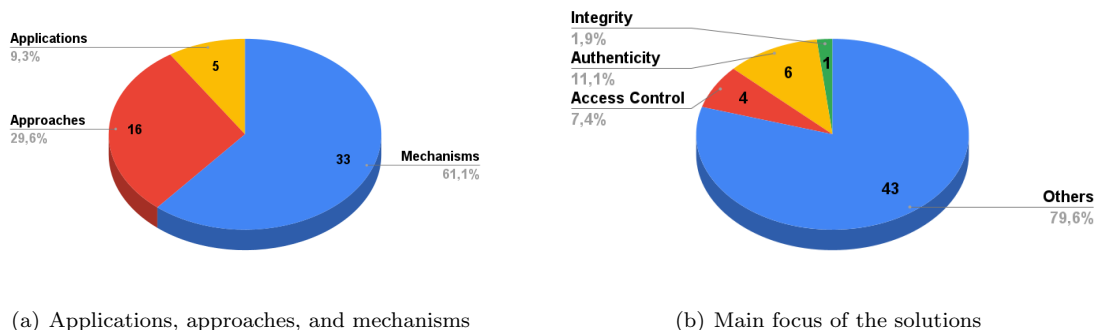 Applications
9,3%
5
Approaches
29,6%
16
33
Mechanisms
61,1%
(a) Applications, approaches, and mechanisms
Integrity
1,9%
Authenticity
11,1%
Access Control
7,4%
1
6
4
43
Others
79,6%
(b) Main focus of the solutions